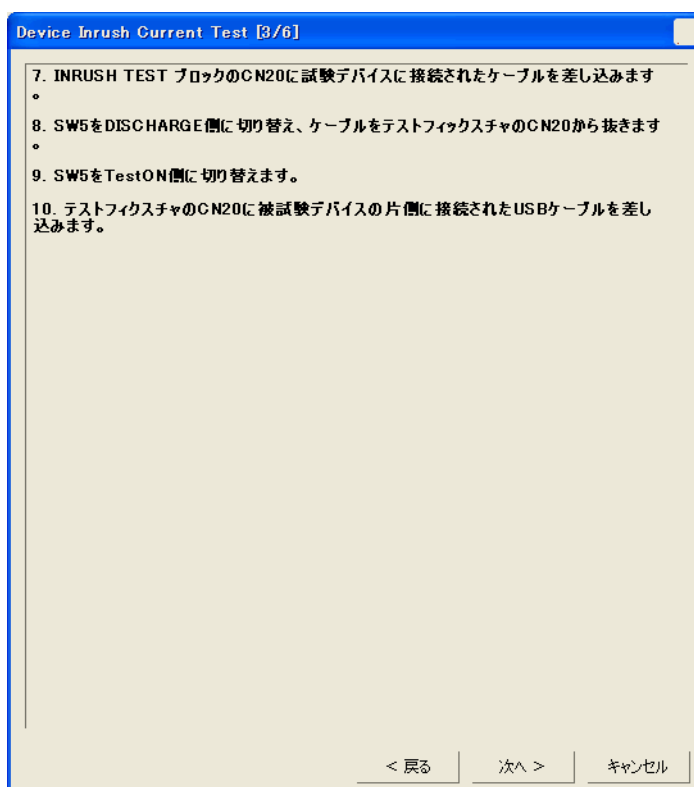 Device Inrush Current Test [3/6]
7. INRUSH TEST ブロックのCN20に試験デバイスに接続されたケーブルを差し込みます
。
8. SW5をDISCHARGE側に切り替え、ケーブルをテストフィックスチャのCN20から抜きます
。
9. SW5をTestON側に切り替えます。
10. テストフィクスチャのCN20に被試験デバイスの片側に接続されたUSBケーブルを差し
込みます。
< 戻る 次へ > キャンセル